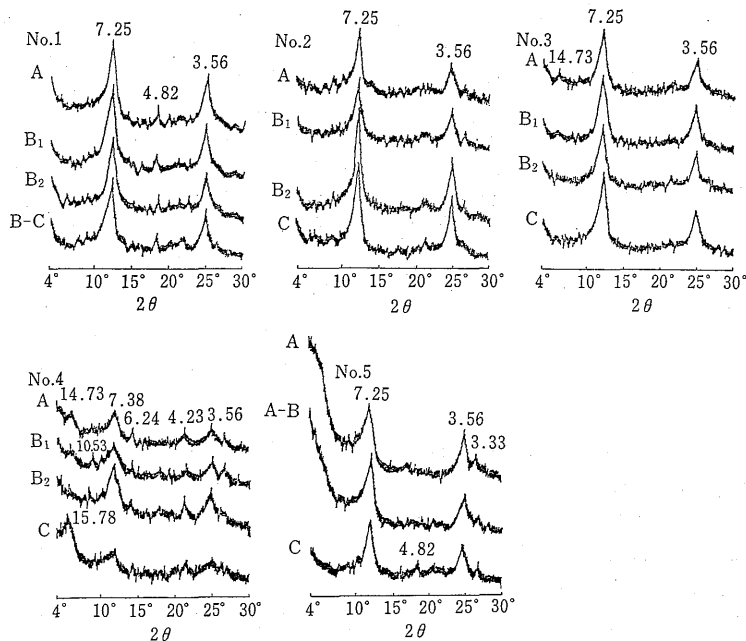 No.1
7.25
4.82
3.56
A
B₁
B₂
B-C
4° 10° 15° 20° 25° 30°
2θ
No.2
7.25
3.56
A
B₁
B₂
C
4° 10° 15° 20° 25° 30°
2θ
No.3
7.25
14.73
3.56
A
B₁
B₂
C
4° 10° 15° 20° 25° 30°
2θ
No.4
14.73 7.38
6.24 4.23 3.56
A
B₁
10.53
B₂
15.78
C
4° 10° 15° 20° 25° 30°
2θ
A
No.5
7.25
A-B
3.56
3.33
C
4.82
4° 10° 15° 20° 25° 30°
2θ